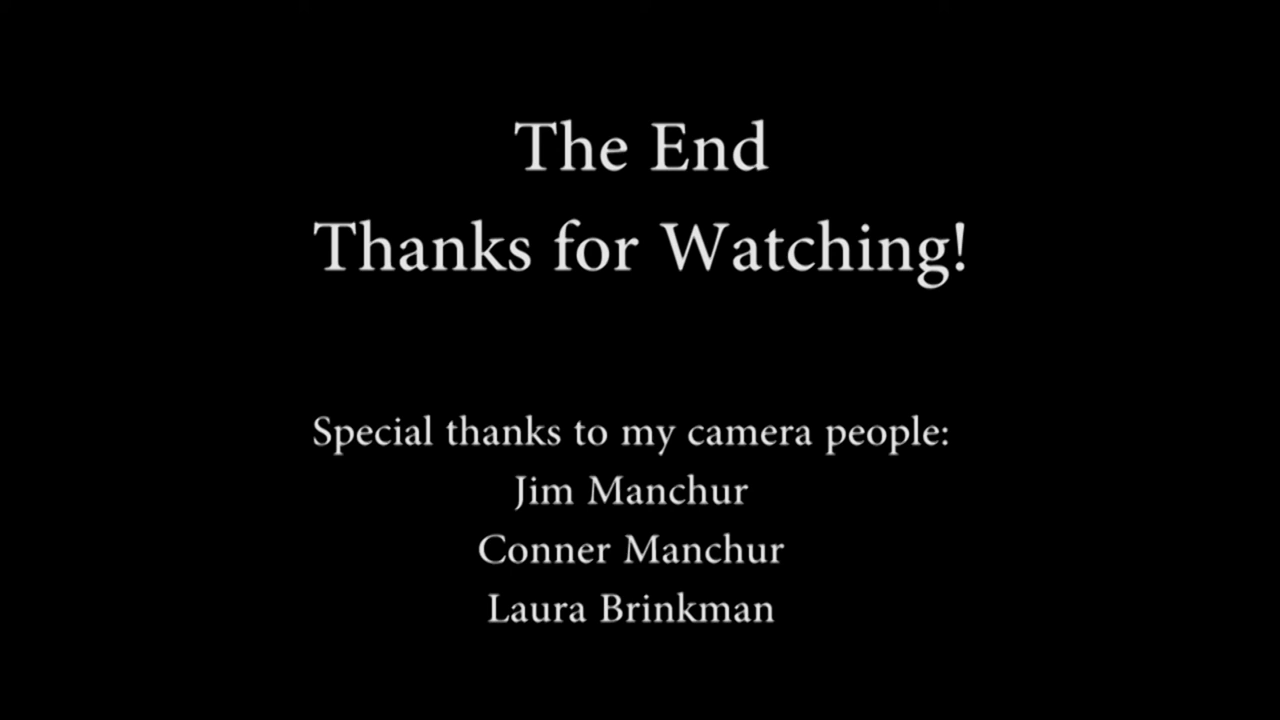 The End
Thanks for Watching!
Special thanks to my camera people:
Jim Manchur
Conner Manchur
Laura Brinkman